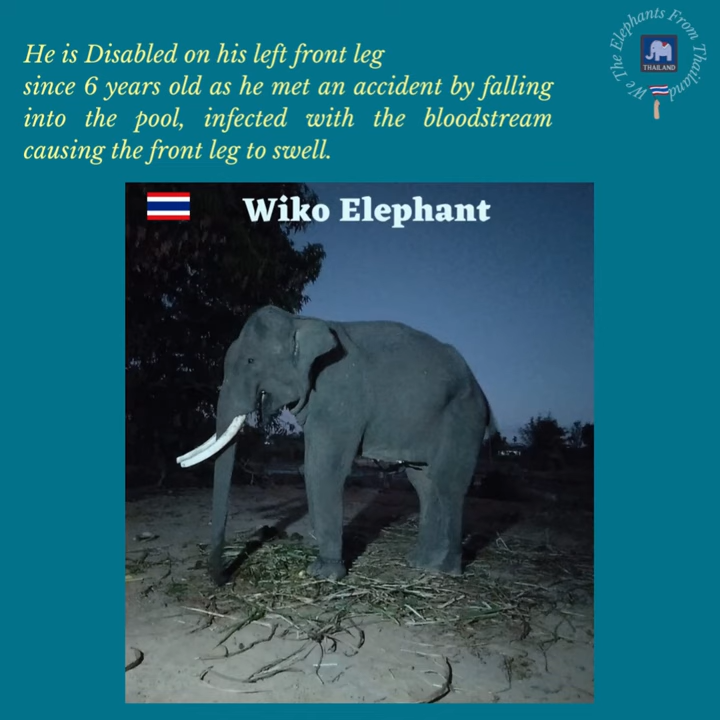 He is Disabled on his left front leg
since 6 years old as he met an accident by falling
into the pool, infected with the bloodstream
causing the front leg to swell.
We The Elephants From Thailand
THAILAND
Wiko Elephant